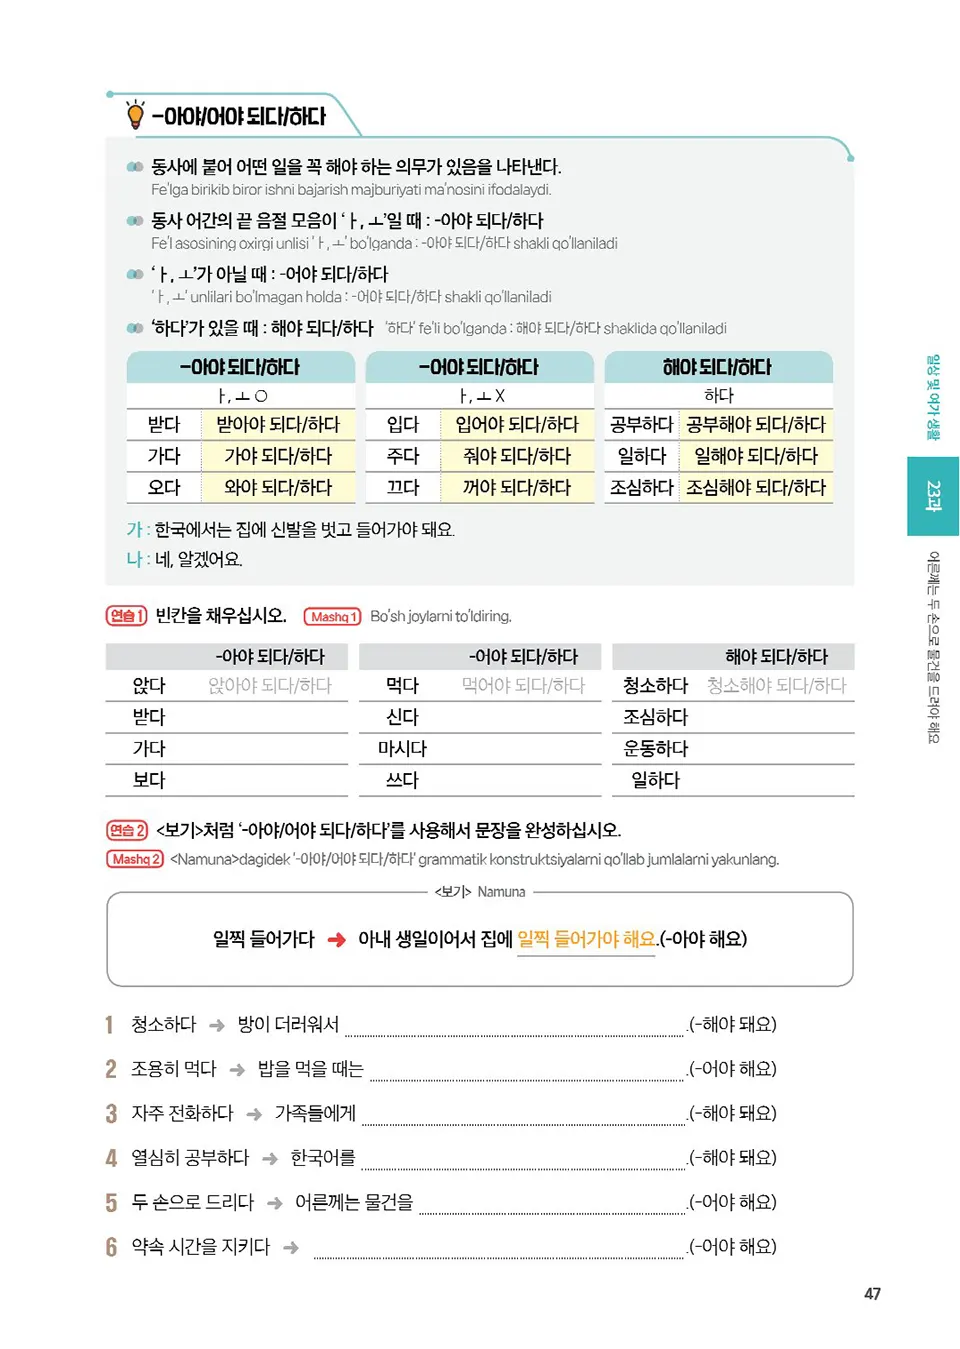 -아야/어야 되다/하다
동사에 붙어 어떤 일을 꼭 해야 하는 의무가 있음을 나타낸다.
Fe'lga birikib biror ishni bajarish majburiyati ma'nosini ifodalaydi.
동사 어간의 끝 음절 모음이 'ㅏ, ㅗ'일 때 : -아야 되다/하다
Fe'l asosining oxirgi unlisi 'ㅏ, ㅗ' bo'lganda : -아야 되다/하다 shakli qo'llaniladi
'ㅏ, ㅗ'가 아닐 때 : -어야 되다/하다
'ㅏ, ㅗ' unlilari bo'lmagan holda : -어야 되다/하다 shakli qo'llaniladi
'하다'가 있을 때 : 해야 되다/하다 '하다' fe'li bo'lganda : 해야 되다/하다 shaklida qo'llaniladi
-아야 되다/하다 -어야 되다/하다 해야 되다/하다
ㅏ, ㅗ O ㅏ, ㅗ X 하다
받다 받아야 되다/하다 입다 입어야 되다/하다 공부하다 공부해야 되다/하다
가다 가야 되다/하다 주다 줘야 되다/하다 일하다 일해야 되다/하다
오다 와야 되다/하다 끄다 꺼야 되다/하다 조심하다 조심해야 되다/하다
가 : 한국에서는 집에 신발을 벗고 들어가야 돼요.
나 : 네, 알겠어요.
연습 1 빈칸을 채우십시오. Mashq 1 Bo'sh joylarni to'ldiring.
-아야 되다/하다 -어야 되다/하다 해야 되다/하다
앉다 앉아야 되다/하다 먹다 먹어야 되다/하다 청소하다 청소해야 되다/하다
받다 신다 조심하다
가다 마시다 운동하다
보다 쓰다 일하다
연습 2 <보기>처럼 '-아야/어야 되다/하다'를 사용해서 문장을 완성하십시오.
Mashq 2 <Namuna>dagidek '-아야/어야 되다/하다' grammatik konstruktsiyalarni qo'llab jumlalarni yakunlang.
<보기> Namuna
일찍 들어가다 ➜ 아내 생일이어서 집에 일찍 들어가야 해요.(-아야 해요)
1 청소하다 ➜ 방이 더러워서 .(-해야 돼요)
2 조용히 먹다 ➜ 밥을 먹을 때는 .(-어야 해요)
3 자주 전화하다 ➜ 가족들에게 .(-해야 돼요)
4 열심히 공부하다 ➜ 한국어를 .(-해야 돼요)
5 두 손으로 드리다 ➜ 어른께는 물건을 .(-어야 해요)
6 약속 시간을 지키다 ➜ .(-어야 해요)
일상 및 여가 생활
23과
어른께는 두 손으로 물건을 드려야 해요
47